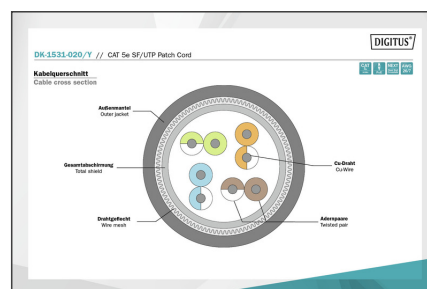 DIGITUS®
DK-1531-020/Y // CAT 5e SF/UTP Patch Cord
Kabelquerschnitt
Cable cross section
Außenmantel
Outer jacket
Gesamtabschirmung
Total shield
Cu-Draht
Cu-Wire
Drahtgeflecht
Wire mesh
Aderspaare
Twisted pair